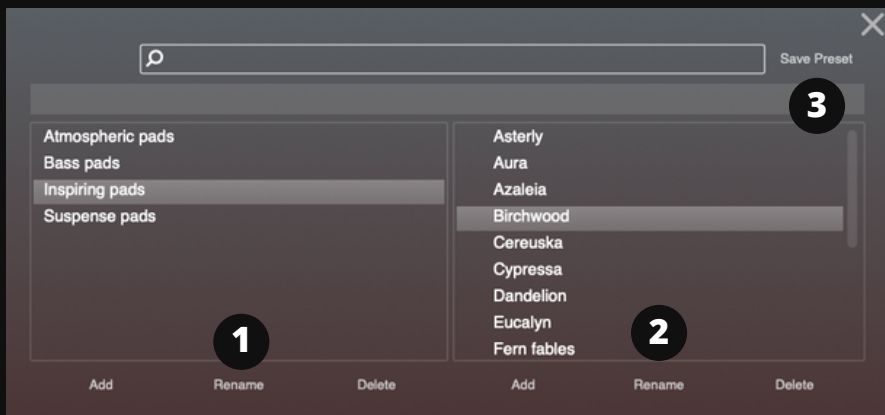 Save Preset
3
Atmospheric pads
Bass pads
Inspiring pads
Suspense pads
Asterly
Aura
Azaleia
Birchwood
Cereuska
Cypressa
Dandelion
Eucalyn
Fern fables
1
2
Add Rename Delete
Add Rename Delete